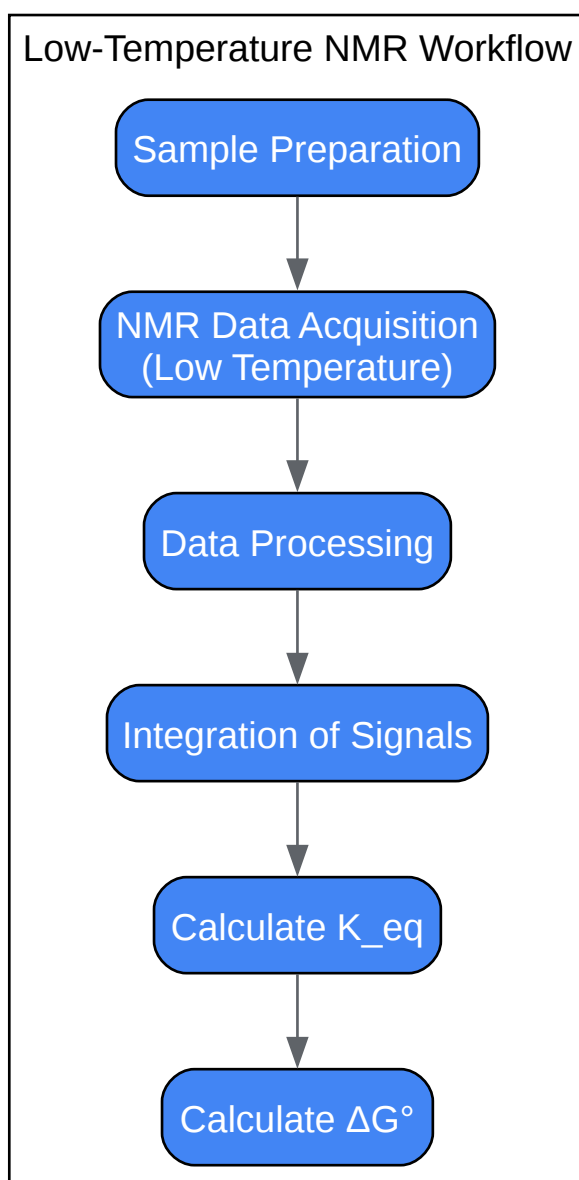 Low-Temperature NMR Workflow
Sample Preparation
NMR Data Acquisition
(Low Temperature)
Data Processing
Integration of Signals
Calculate K_eq
Calculate ΔG°